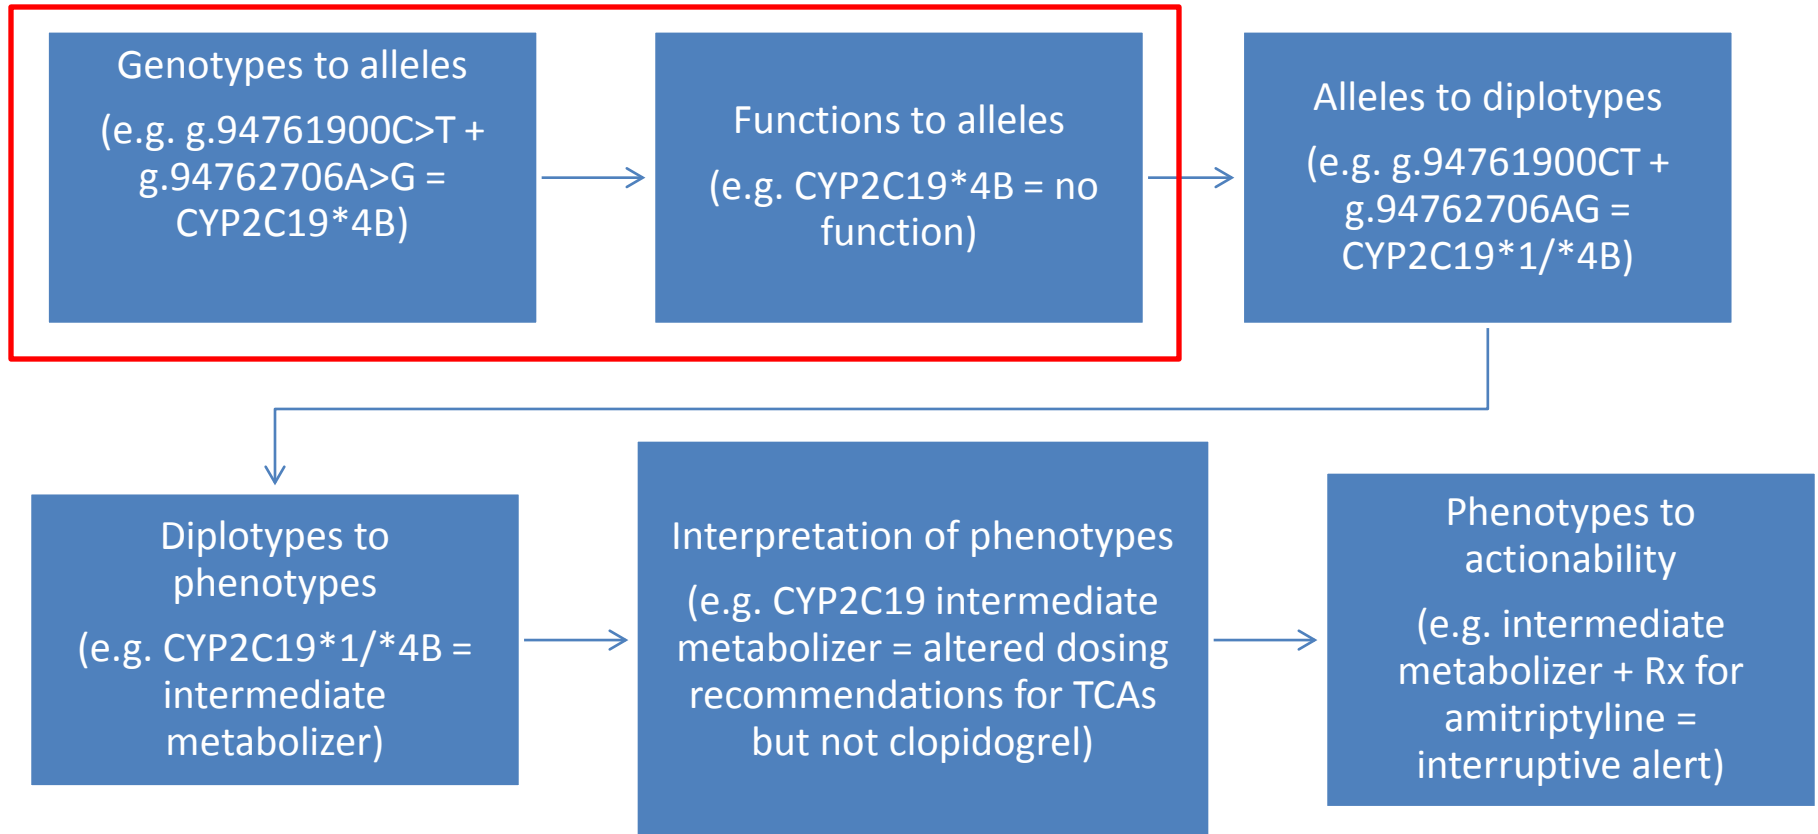 Genotypes to alleles
(e.g. g.94761900C>T +
g.94762706A>G =
CYP2C19*4B)
Functions to alleles
(e.g. CYP2C19*4B = no
function)
Alleles to diplotypes
(e.g. g.94761900CT +
g.94762706AG =
CYP2C19*1/*4B)
Diplotypes to
phenotypes
(e.g. CYP2C19*1/*4B =
intermediate
metabolizer)
Interpretation of phenotypes
(e.g. CYP2C19 intermediate
metabolizer = altered dosing
recommendations for TCAs
but not clopidogrel)
Phenotypes to
actionability
(e.g. intermediate
metabolizer + Rx for
amitriptyline =
interruptive alert)